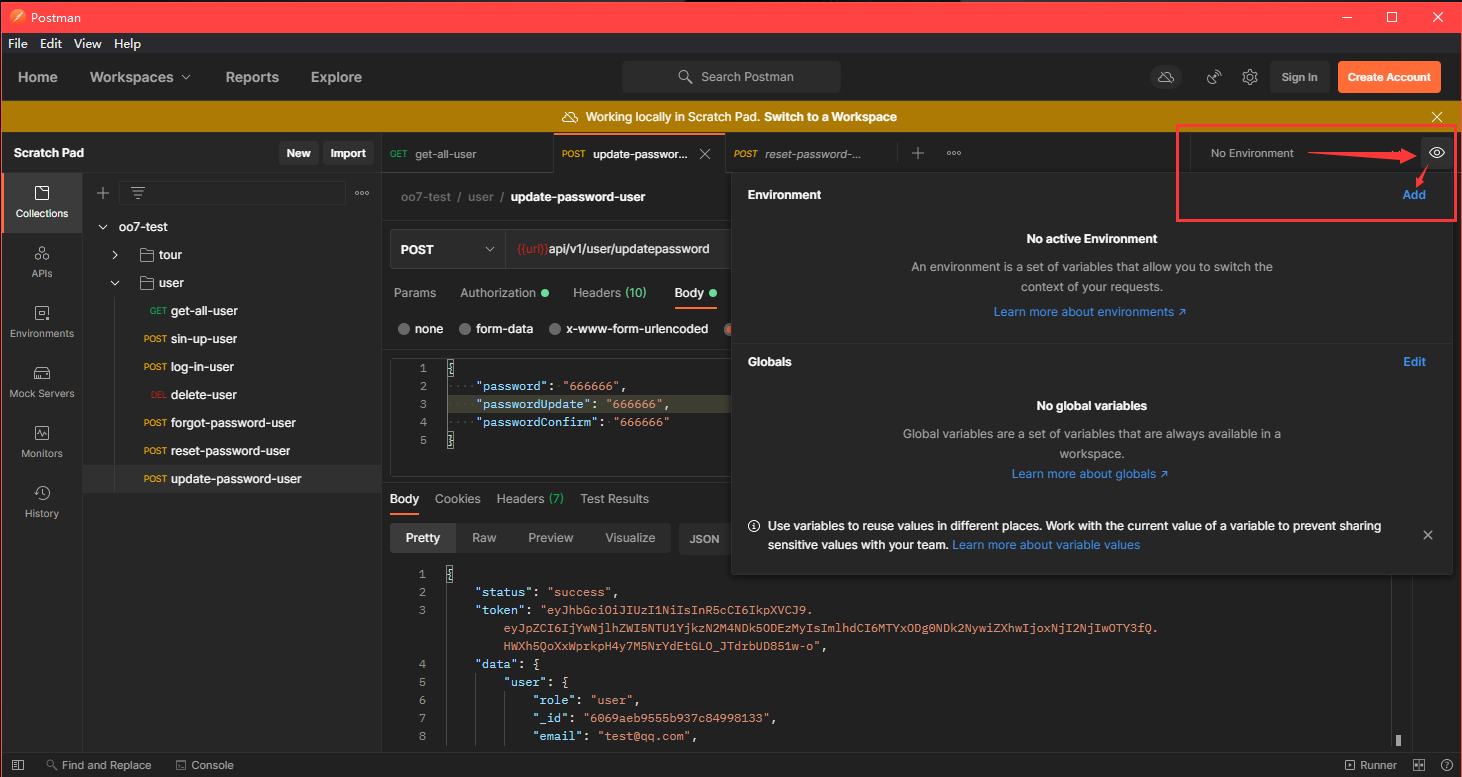 Postman
File Edit View Help
Home Workspaces Reports Explore Search Postman Sign In Create Account
Working locally in Scratch Pad. Switch to a Workspace
Scratch Pad New Import
GET get-all-user POST update-passwor... POST reset-password-... No Environment
Collections
APIs
Environments
Mock Servers
Monitors
History
oo7-test
tour
user
GET get-all-user
POST sin-up-user
POST log-in-user
DEL delete-user
POST forgot-password-user
POST reset-password-user
POST update-password-user
oo7-test / user / update-password-user
POST {{url}}api/v1/user/updatepassword
Params Authorization Headers (10) Body
none form-data x-www-form-urlencoded
1 {
2 "password": "666666",
3 "passwordUpdate": "666666",
4 "passwordConfirm": "666666"
5 }
Body Cookies Headers (7) Test Results
Pretty Raw Preview Visualize JSON
1 {
2 "status": "success",
3 "token": "eyJhbGciOiJIUzI1NiIsInR5cCI6IkpXVCJ9.
eyJpZCI6IjYwNjlhZWI5NTU1YjkzN2M4NDk5ODEzMyIsImlhdCI6MTYxODg0NDk2NywiZXhwIjoxNjI2NjIwOTY3fQ.
HWXh5QoXxWprkpH4y7M5NrYdEtGLO_JTdrbUD851w-o",
4 "data": {
5 "user": {
6 "role": "user",
7 "_id": "6069aeb9555b937c84998133",
8 "email": "test@qq.com",
Environment Add
No active Environment
An environment is a set of variables that allow you to switch the
context of your requests.
Learn more about environments ↗
Globals Edit
No global variables
Global variables are a set of variables that are always available in a
workspace.
Learn more about globals ↗
Use variables to reuse values in different places. Work with the current value of a variable to prevent sharing
sensitive values with your team. Learn more about variable values
Find and Replace Console Runner